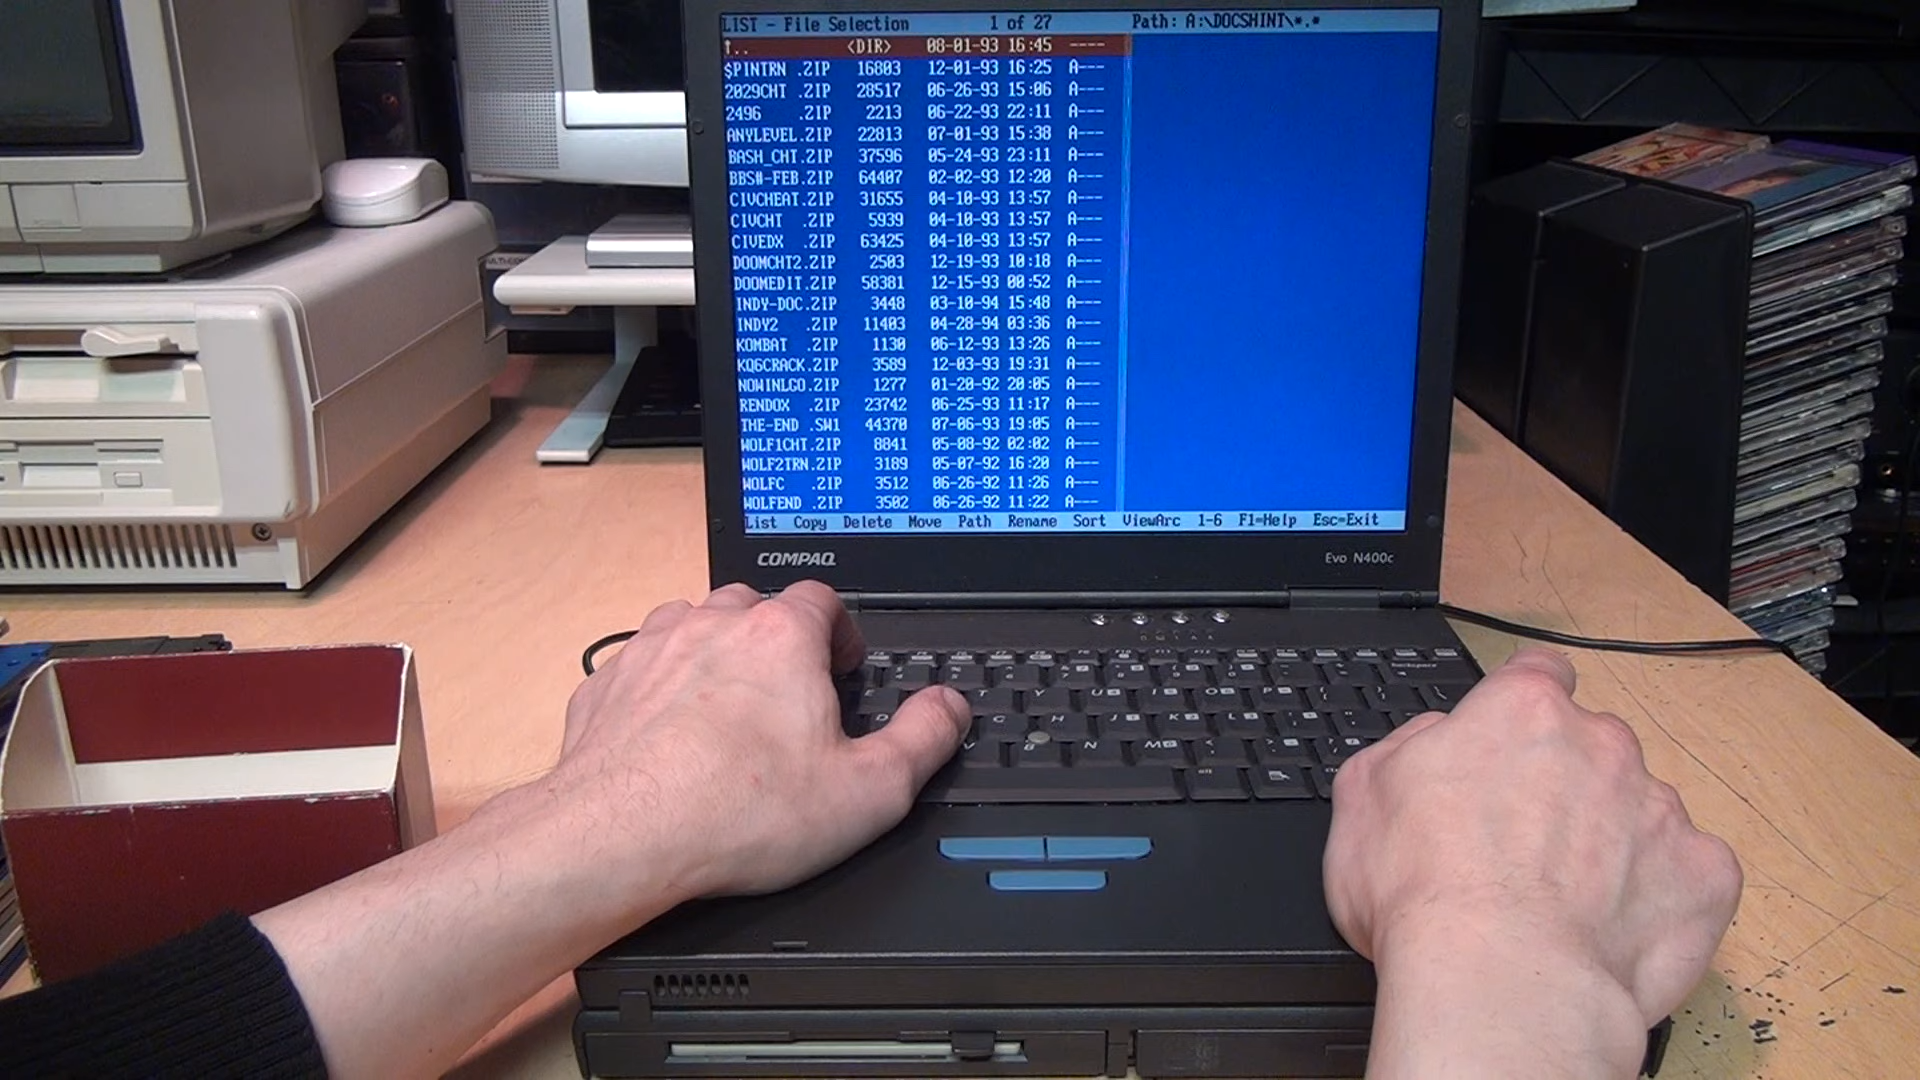 LIST - File Selection 1 of 27 Path: A:\DOCSHINT\*.*
↑.. <DIR> 08-01-93 16:45 ----
$PINTRN .ZIP 16803 12-01-93 16:25 A---
2029CHT .ZIP 28517 06-26-93 15:06 A---
2496 .ZIP 2213 06-22-93 22:11 A---
ANYLEVEL.ZIP 22813 07-01-93 15:38 A---
BASH_CHT.ZIP 37596 05-24-93 23:11 A---
BBS#-FEB.ZIP 64407 02-02-93 12:20 A---
CIVCHEAT.ZIP 31655 04-10-93 13:57 A---
CIVCHT .ZIP 5939 04-10-93 13:57 A---
CIVEDX .ZIP 63425 04-10-93 13:57 A---
DOOMCHT2.ZIP 2503 12-19-93 10:18 A---
DOOMEDIT.ZIP 58381 12-15-93 00:52 A---
INDY-DOC.ZIP 3448 03-10-94 15:48 A---
INDY2 .ZIP 11403 04-28-94 03:36 A---
KOMBAT .ZIP 1130 06-12-93 13:26 A---
KQ6CRACK.ZIP 3589 12-03-93 19:31 A---
NOWINLGO.ZIP 1277 01-20-92 20:05 A---
RENDOX .ZIP 23742 06-25-93 11:17 A---
THE-END .SW1 44370 07-06-93 19:05 A---
WOLF1CHT.ZIP 8841 05-08-92 02:02 A---
WOLF2TRN.ZIP 3189 05-07-92 16:20 A---
WOLFC .ZIP 3512 06-26-92 11:26 A---
WOLFEND .ZIP 3502 06-26-92 11:22 A---
List Copy Delete Move Path Rename Sort ViewArc 1-6 F1=Help Esc=Exit
COMPAQ Evo N400c
backspace
E T Y U I O P
D G H J K L
V B N M
alt